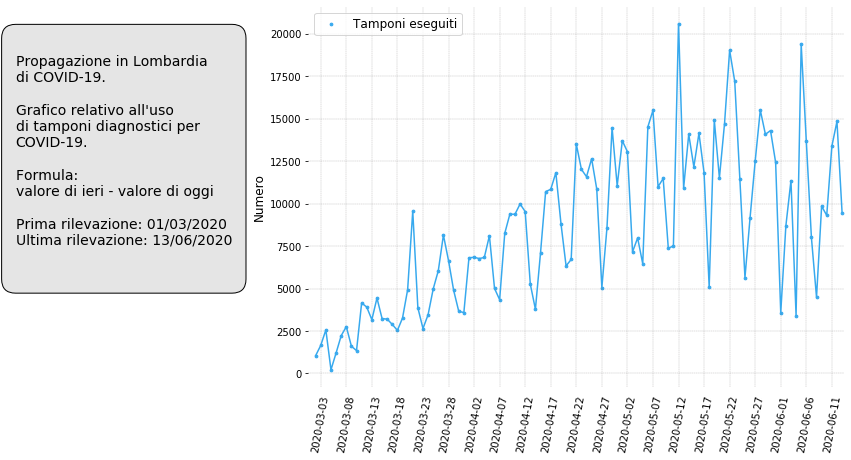 Propagazione in Lombardia
di COVID-19.
Grafico relativo all'uso
di tamponi diagnostici per
COVID-19.
Formula:
valore di ieri - valore di oggi
Prima rilevazione: 01/03/2020
Ultima rilevazione: 13/06/2020
Tamponi eseguiti
Numero
20000
17500
15000
12500
10000
7500
5000
2500
0
2020-03-03
2020-03-08
2020-03-13
2020-03-18
2020-03-23
2020-03-28
2020-04-02
2020-04-07
2020-04-12
2020-04-17
2020-04-22
2020-04-27
2020-05-02
2020-05-07
2020-05-12
2020-05-17
2020-05-22
2020-05-27
2020-06-01
2020-06-06
2020-06-11